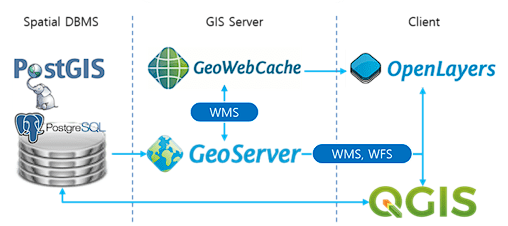 Spatial DBMS
GIS Server
Client
PostGIS
GeoWebCache
OpenLayers
WMS
PostgreSQL
GeoServer
WMS, WFS
QGIS